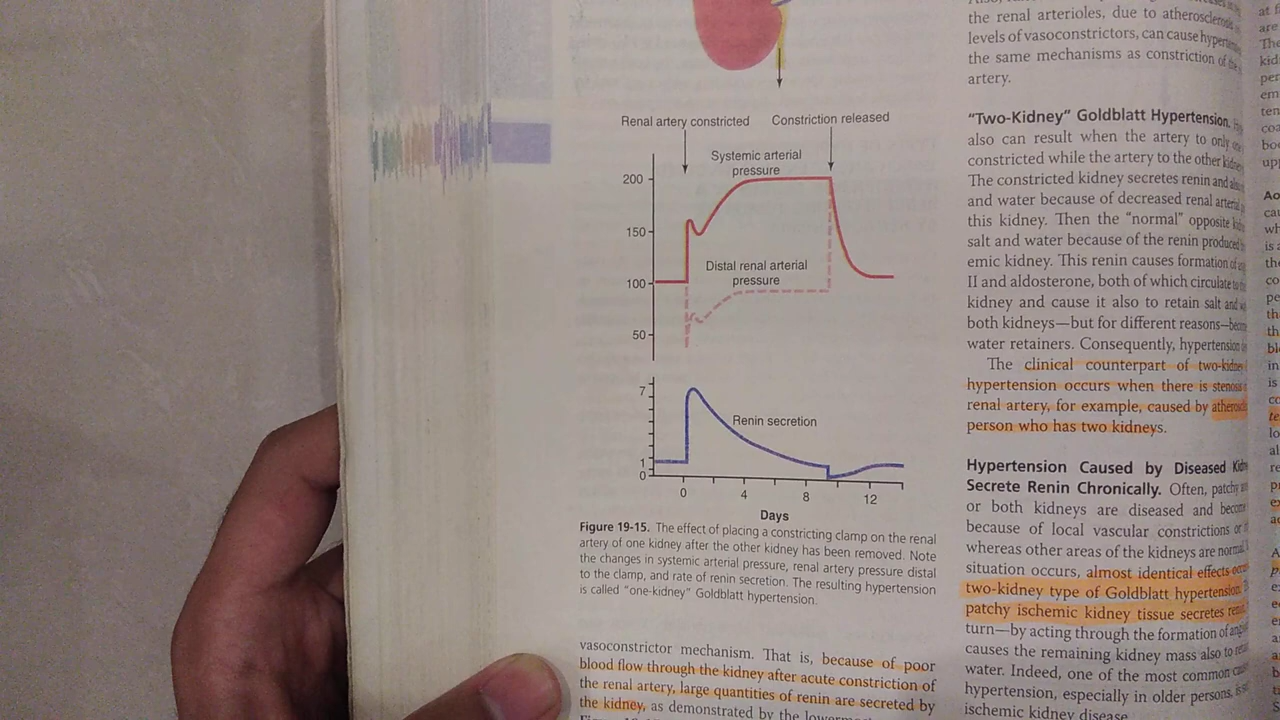 Renal artery constricted
Constriction released
Systemic arterial
pressure
200
150
Distal renal arterial
pressure
100
50
7
Renin secretion
1
0
0
4
8
12
Days
Figure 19-15. The effect of placing a constricting clamp on the renal
artery of one kidney after the other kidney has been removed. Note
the changes in systemic arterial pressure, renal artery pressure distal
to the clamp, and rate of renin secretion. The resulting hypertension
is called "one-kidney" Goldblatt hypertension.
vasoconstrictor mechanism. That is, because of poor
blood flow through the kidney after acute constriction of
the renal artery, large quantities of renin are secreted by
the kidney, as demonstrated by the
the renal arterioles, due to atherosclerosis
levels of vasoconstrictors, can cause
the same mechanisms as constriction of
artery.
"Two-Kidney" Goldblatt Hypertension.
also can result when the artery to only
constricted while the artery to the other kidney
The constricted kidney secretes renin and
and water because of decreased renal
this kidney. Then the "normal" opposite
salt and water because of the renin produced
emic kidney. This renin causes formation of
II and aldosterone, both of which circulate
kidney and cause it also to retain salt and
both kidneys—but for different reasons—
water retainers. Consequently, hypertension
The clinical counterpart of two-kidney
hypertension occurs when there is stenosis
renal artery, for example, caused by
person who has two kidneys.
Hypertension Caused by Diseased
Secrete Renin Chronically. Often, patchy
or both kidneys are diseased and
because of local vascular constrictions or
whereas other areas of the kidneys are normal.
situation occurs, almost identical effects
two-kidney type of Goldblatt hypertension.
patchy ischemic kidney tissue secretes
turn—by acting through the formation of
causes the remaining kidney mass also to
water. Indeed, one of the most common
hypertension, especially in older persons, is
ischemic kidney disease.